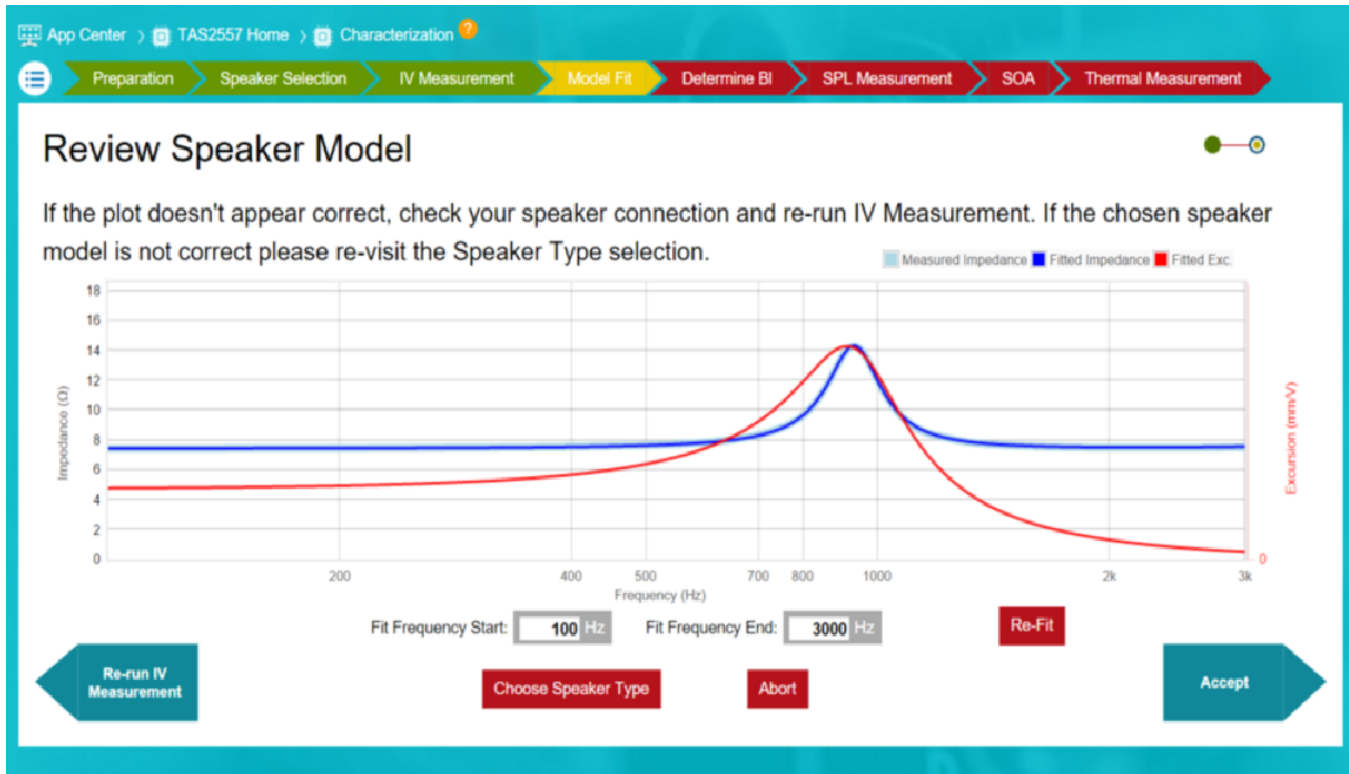 App Center > TAS2557 Home > Characterization ?
Preparation Speaker Selection IV Measurement Model Fit Determine Bl SPL Measurement SOA Thermal Measurement
Review Speaker Model
If the plot doesn't appear correct, check your speaker connection and re-run IV Measurement. If the chosen speaker
model is not correct please re-visit the Speaker Type selection.
Measured Impedance Fitted Impedance Fitted Exc.
18
16
14
12
10
8
6
4
2
0
Impedance (Ω)
Excursion (mm/V)
0
200 400 500 700 800 1000 2k 3k
Frequency (Hz)
Fit Frequency Start: 100 Hz Fit Frequency End: 3000 Hz Re-Fit
Re-run IV
Measurement
Choose Speaker Type Abort
Accept